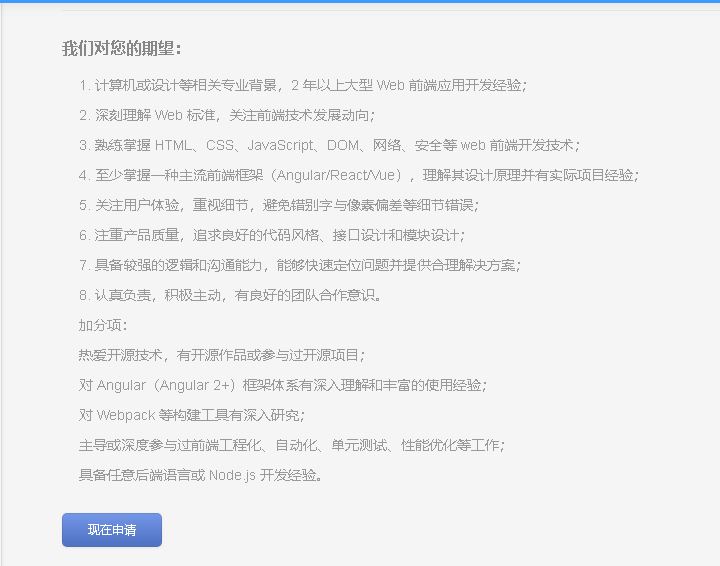 我们对您的期望：
1. 计算机或设计等相关专业背景，2 年以上大型 Web 前端应用开发经验；
2. 深刻理解 Web 标准，关注前端技术发展动向；
3. 熟练掌握 HTML、CSS、JavaScript、DOM、网络、安全等 web 前端开发技术；
4. 至少掌握一种主流前端框架（Angular/React/Vue），理解其设计原理并有实际项目经验；
5. 关注用户体验，重视细节，避免错别字与像素偏差等细节错误；
6. 注重产品质量，追求良好的代码风格、接口设计和模块设计；
7. 具备较强的逻辑和沟通能力，能够快速定位问题并提供合理解决方案；
8. 认真负责，积极主动，有良好的团队合作意识。
加分项：
热爱开源技术，有开源作品或参与过开源项目；
对 Angular（Angular 2+）框架体系有深入理解和丰富的使用经验；
对 Webpack 等构建工具有深入研究；
主导或深度参与过前端工程化、自动化、单元测试、性能优化等工作；
具备任意后端语言或 Node.js 开发经验。
现在申请